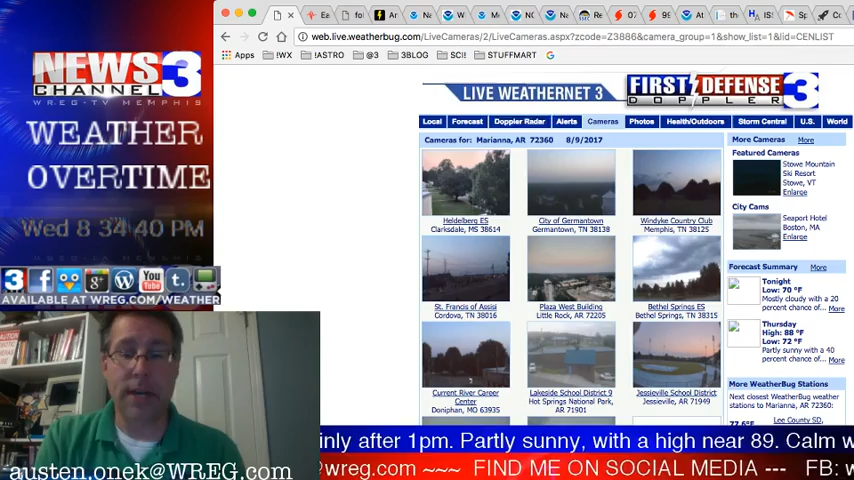 NEWS
CHANNEL 3
WREG-TV MEMPHIS
WEATHER
OVERTIME
Wed 8 34 40 PM
AVAILABLE AT WREG.COM/WEATHER
austen.onek@WREG.com
web.live.weatherbug.com/LiveCameras/2/LiveCameras.aspx?zcode=Z3886&camera_group=1&show_list=1&lid=CENLIST
Apps !WX !ASTRO @3 3BLOG SCI! STUFFMART
LIVE WEATHERNET 3
FIRST DEFENSE
DOPPLER 3
Local Forecast Doppler Radar Alerts Cameras Photos Health/Outdoors Storm Central U.S. World
Cameras for: Marianna, AR 72360 8/9/2017
Heidelberg ES
Clarksdale, MS 38614
City of Germantown
Germantown, TN 38138
Windyke Country Club
Memphis, TN 38125
St. Francis of Assisi
Cordova, TN 38016
Plaza West Building
Little Rock, AR 72205
Bethel Springs ES
Bethel Springs, TN 38315
Current River Career
Center
Doniphan, MO 63935
Lakeside School District 9
Hot Springs National Park,
AR 71901
Jessieville School District
Jessieville, AR 71949
More Cameras More
Featured Cameras
Stowe Mountain
Ski Resort
Stowe, VT
Enlarge
City Cams
Seaport Hotel
Boston, MA
Enlarge
Forecast Summary More
Tonight
Low: 70 °F
Mostly cloudy with a 20
percent chance of... More
Thursday
High: 88 °F
Low: 72 °F
Partly sunny with a 40
percent chance of... More
More WeatherBug Stations
Next closest WeatherBug
weather stations to Marianna,
AR 72360:
77.6°F Lee County SD,
inly after 1pm. Partly sunny, with a high near 89. Calm w
@wreg.com ~~~ FIND ME ON SOCIAL MEDIA --- FB: w